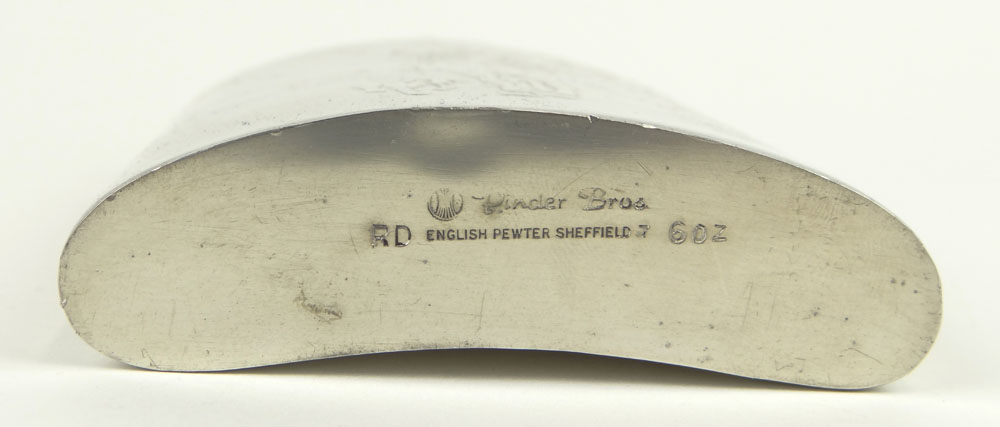 Pinder Bros.
RD ENGLISH PEWTER SHEFFIELD 7 6OZ